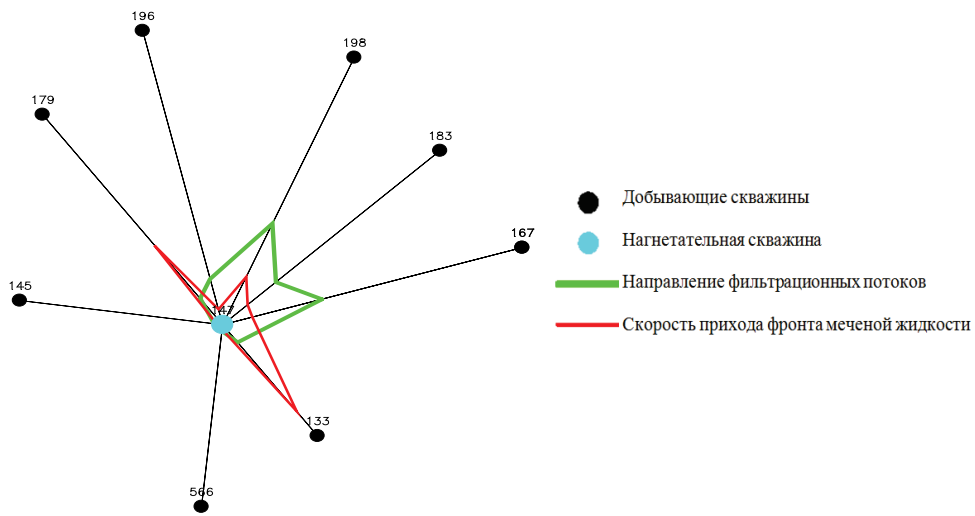 196
198
179
183
167
145
133
566
Добывающие скважины
Нагнетательная скважина
Направление фильтрационных потоков
Скорость прихода фронта меченой жидкости